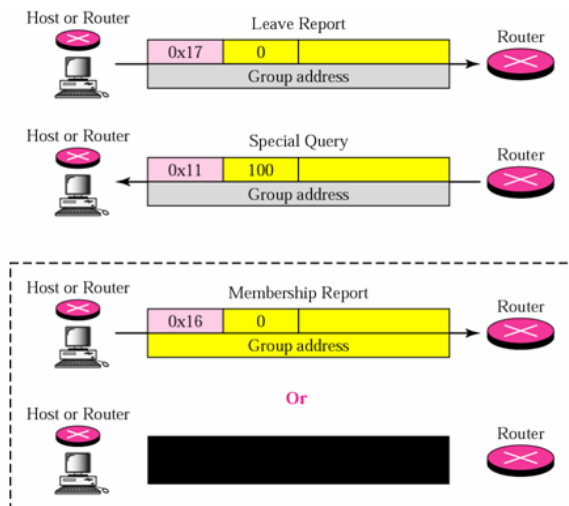 Host or Router
Leave Report
Router
0x17 0
Group address
Host or Router
Special Query
Router
0x11 100
Group address
Host or Router
Membership Report
Router
0x16 0
Group address
Or
Host or Router
Router